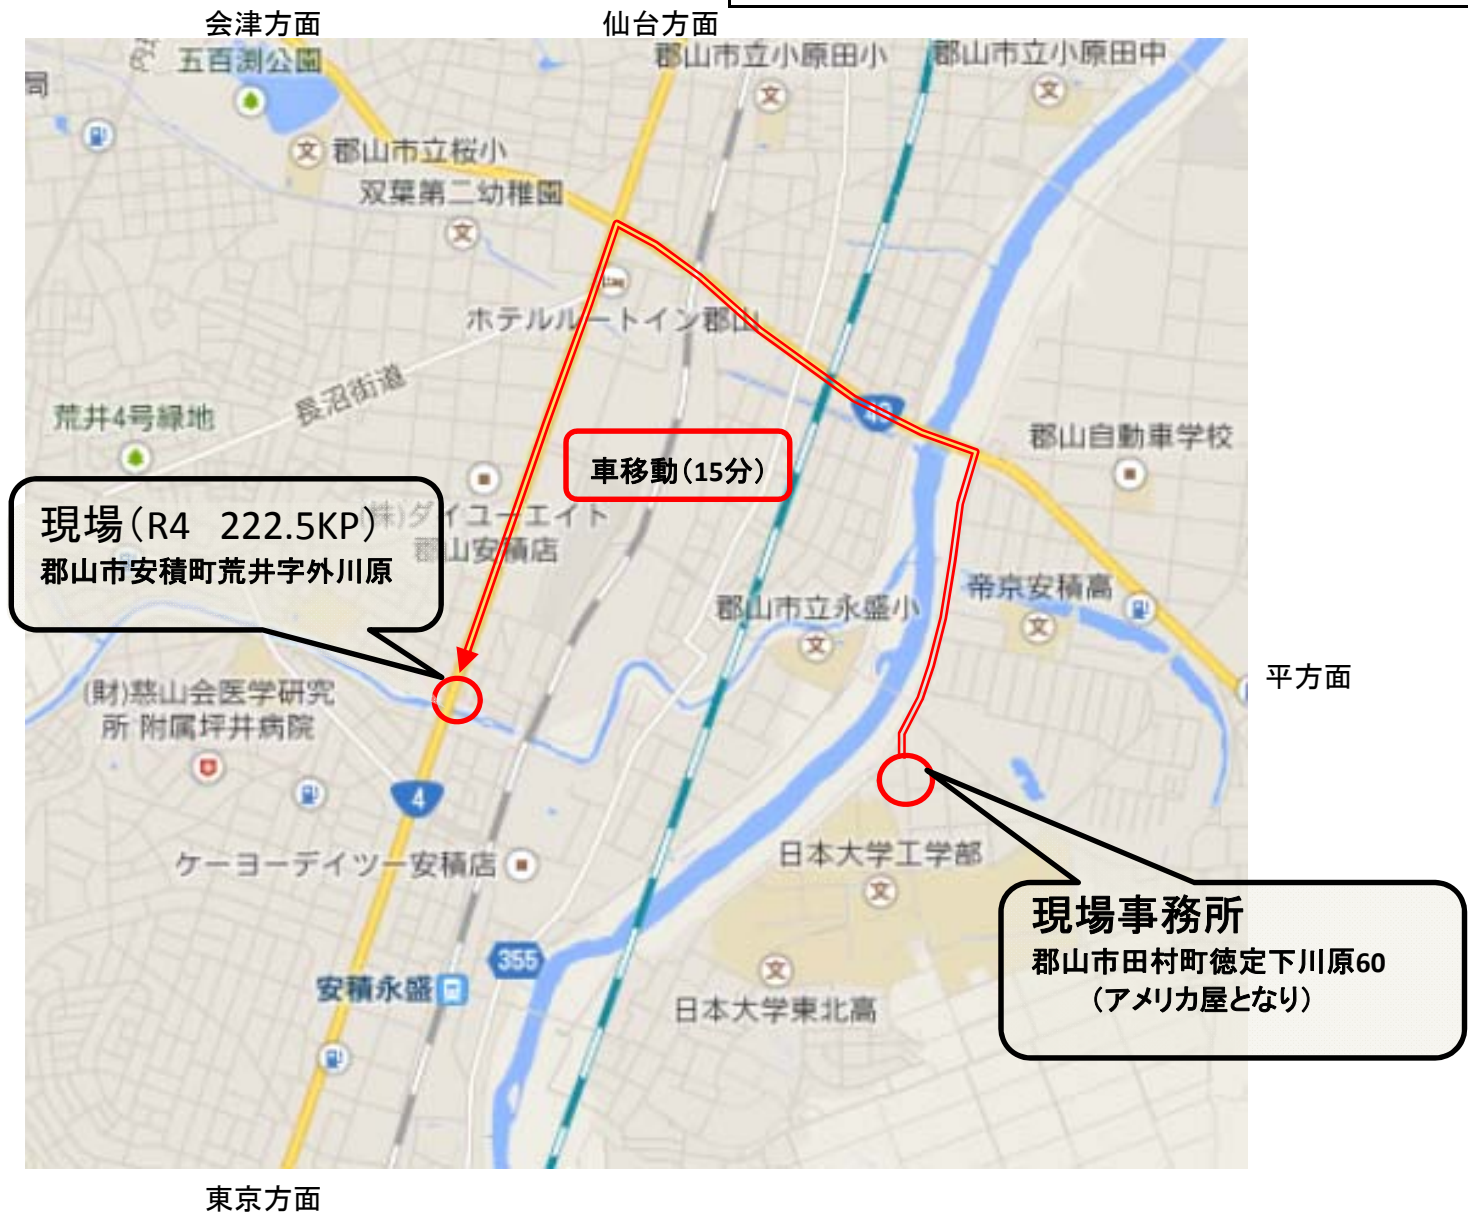 会津方面
仙台方面
五百渕公園
郡山市立小原田小
郡山市立小原田中
局
郡山市立桜小
双葉第二幼稚園
ホテルルートイン郡山
長沼街道
荒井4号緑地
49
郡山自動車学校
車移動（15分）
現場（R4　222.5KP）
郡山市安積町荒井字外川原
(株)ダイユーエイト
郡山安積店
郡山市立永盛小
帝京安積高
平方面
(財)慈山会医学研究
所 附属坪井病院
4
ケーヨーデイツー安積店
日本大学工学部
現場事務所
郡山市田村町徳定下川原60
（アメリカ屋となり）
355
安積永盛
日本大学東北高
東京方面